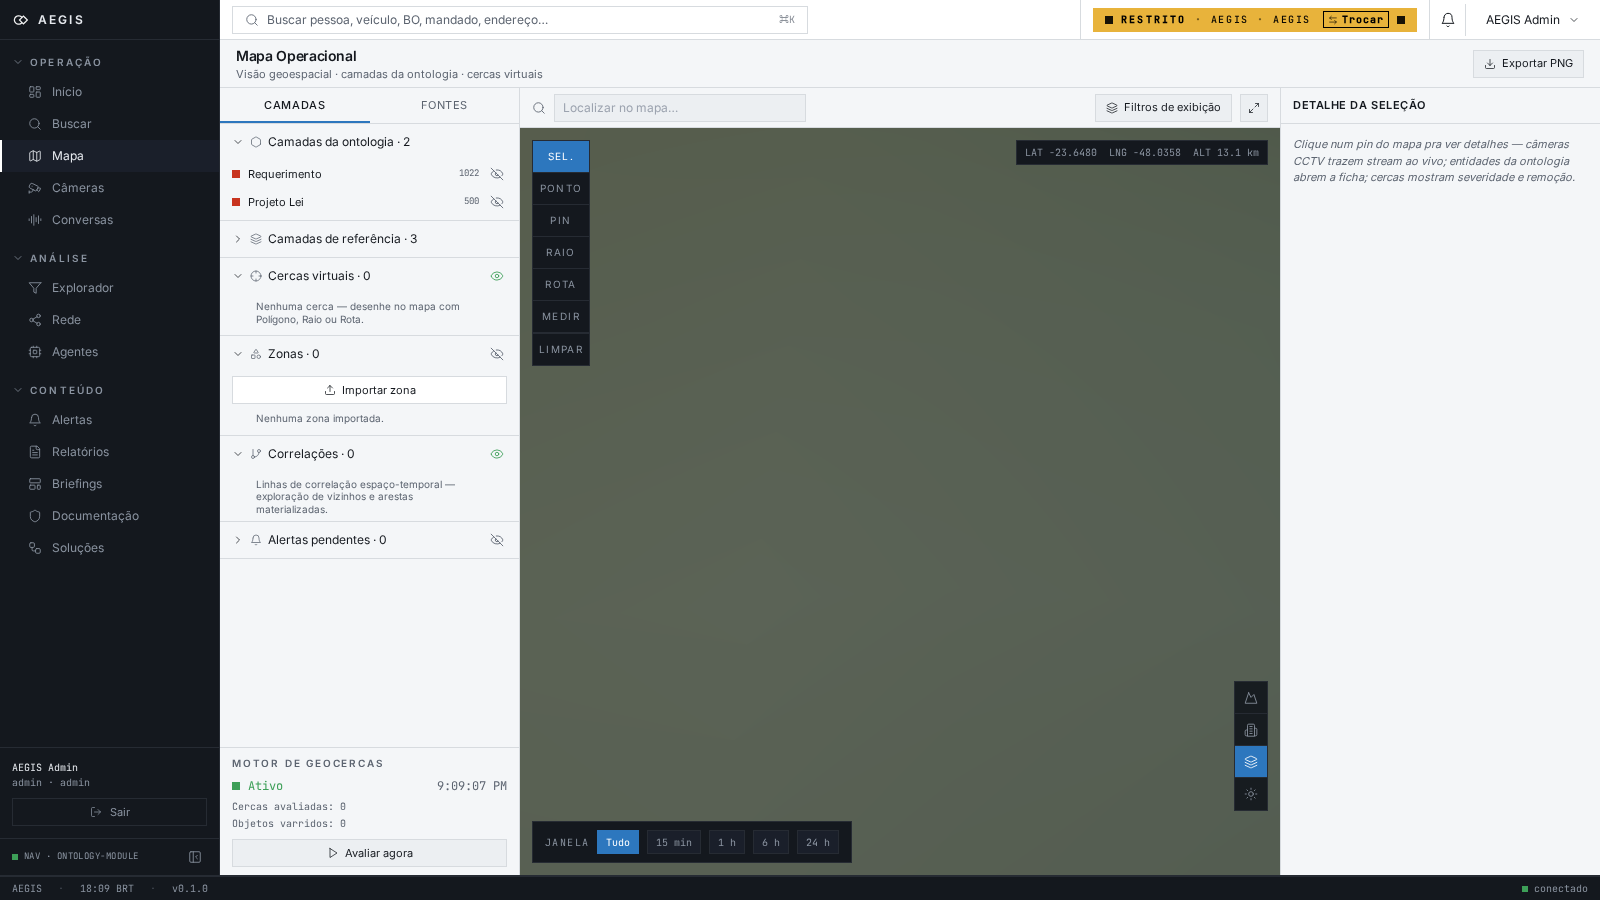 AEGIS
Buscar pessoa, veículo, BO, mandado, endereço...
⌘K
RESTRITO · AEGIS · AEGIS
Trocar
AEGIS Admin
OPERAÇÃO
Início
Buscar
Mapa
Câmeras
Conversas
ANÁLISE
Explorador
Rede
Agentes
CONTEÚDO
Alertas
Relatórios
Briefings
Documentação
Soluções
AEGIS Admin
admin · admin
Sair
NAV · ONTOLOGY-MODULE
Mapa Operacional
Visão geoespacial · camadas da ontologia · cercas virtuais
Exportar PNG
CAMADAS
FONTES
Camadas da ontologia · 2
Requerimento
1022
Projeto Lei
500
Camadas de referência · 3
Cercas virtuais · 0
Nenhuma cerca — desenhe no mapa com
Polígono, Raio ou Rota.
Zonas · 0
Importar zona
Nenhuma zona importada.
Correlações · 0
Linhas de correlação espaço-temporal —
exploração de vizinhos e arestas
materializadas.
Alertas pendentes · 0
MOTOR DE GEOCERCAS
Ativo
9:09:07 PM
Cercas avaliadas: 0
Objetos varridos: 0
Avaliar agora
Localizar no mapa...
Filtros de exibição
SEL.
PONTO
PIN
RAIO
ROTA
MEDIR
LIMPAR
LAT -23.6480 LNG -48.0358 ALT 13.1 km
JANELA
Tudo
15 min
1 h
6 h
24 h
DETALHE DA SELEÇÃO
Clique num pin do mapa pra ver detalhes — câmeras
CCTV trazem stream ao vivo; entidades da ontologia
abrem a ficha; cercas mostram severidade e remoção.
AEGIS · 18:09 BRT · v0.1.0
conectado